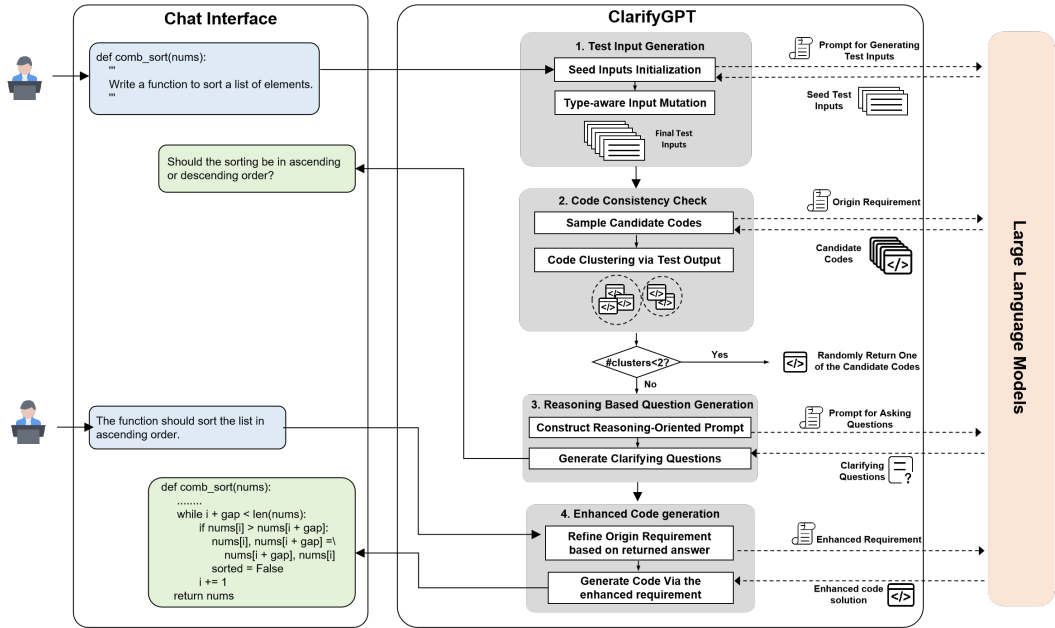 Chat Interface
def comb_sort(nums):
'''
Write a function to sort a list of elements.
'''
Should the sorting be in ascending
or descending order?
The function should sort the list in
ascending order.
def comb_sort(nums):
........
while i + gap < len(nums):
if nums[i] > nums[i + gap]:
nums[i], nums[i + gap] =\
nums[i + gap], nums[i]
sorted = False
i += 1
return nums
ClarifyGPT
1. Test Input Generation
Seed Inputs Initialization
Type-aware Input Mutation
Final Test
Inputs
Prompt for Generating
Test Inputs
Seed Test
Inputs
2. Code Consistency Check
Sample Candidate Codes
Code Clustering via Test Output
</>
</>
</>
</>
</>
Origin Requirement
Candidate
Codes
</>
#clusters<2?
Yes
</>
Randomly Return One
of the Candidate Codes
No
3. Reasoning Based Question Generation
Construct Reasoning-Oriented Prompt
Generate Clarifying Questions
Prompt for Asking
Questions
Clarifying
Questions
?
4. Enhanced Code generation
Refine Origin Requirement
based on returned answer
Generate Code Via the
enhanced requirement
Enhanced Requirement
Enhanced code
solution
</>
Large Language Models